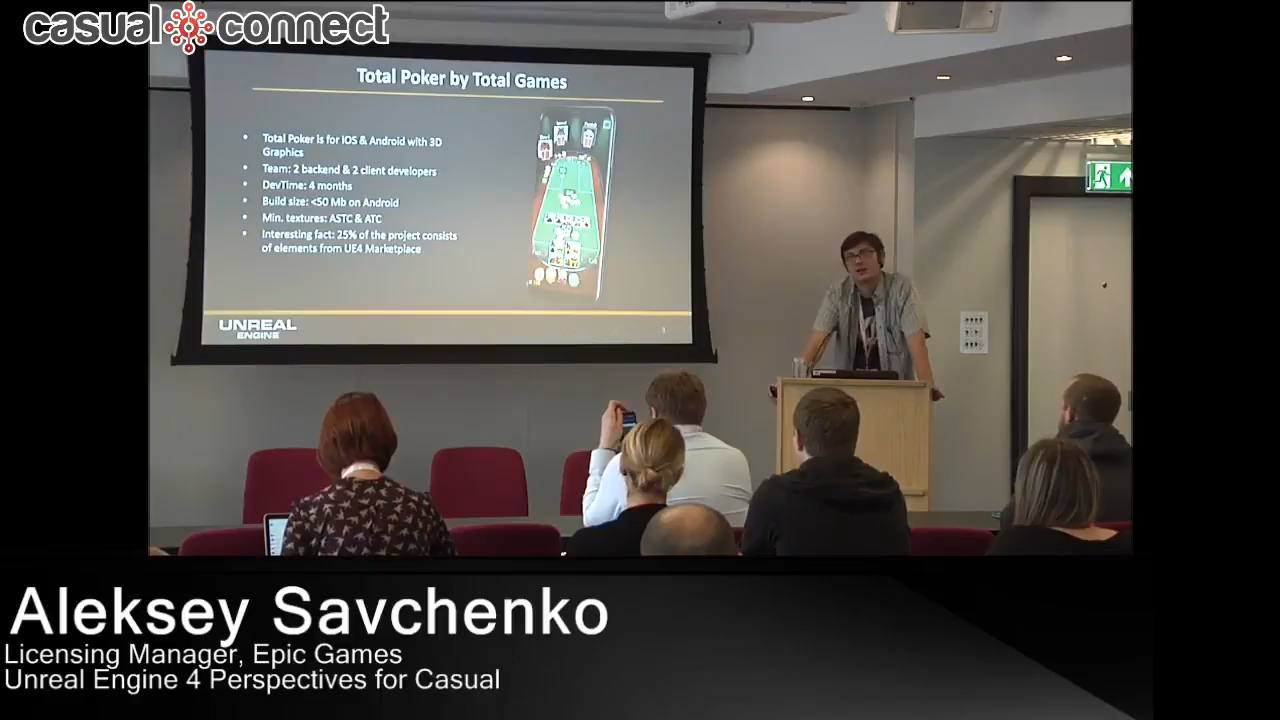 casual connect
Total Poker by Total Games
• Total Poker is for iOS & Android with 3D
Graphics
• Team: 2 backend & 2 client developers
• DevTime: 4 months
• Build size: <50 Mb on Android
• Min. textures: ASTC & ATC
• Interesting fact: 25% of the project consists
of elements from UE4 Marketplace
UNREAL
ENGINE
Aleksey Savchenko
Licensing Manager, Epic Games
Unreal Engine 4 Perspectives for Casual